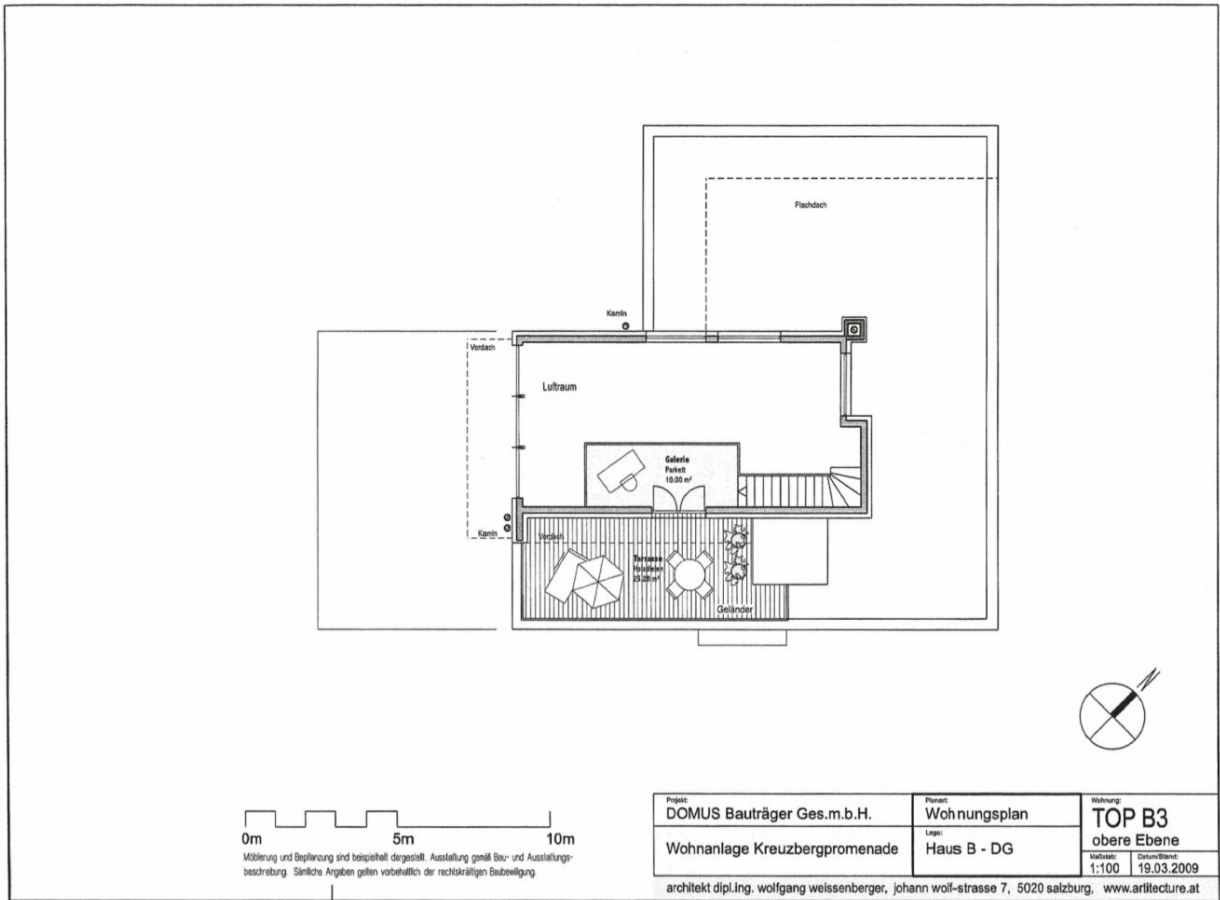 Flachdach
Kamin
Vordach
Luftraum
Galerie
Parkett
10.00 m²
Kamin
Vordach
Terrasse
Holzdielen
25.28 m²
Geländer
N
0m 5m 10m
Möblierung und Bepflanzung sind beispielhaft dargestellt. Ausstattung gemäß Bau- und Ausstattungs-
beschreibung. Sämtliche Angaben gelten vorbehaltlich der rechtskräftigen Baubewilligung.
Projekt:
DOMUS Bauträger Ges.m.b.H.
Wohnanlage Kreuzbergpromenade
Planart:
Wohnungsplan
Lage:
Haus B - DG
Wohnung:
TOP B3
obere Ebene
Maßstab: Datum/Stand:
1:100 19.03.2009
architekt dipl.ing. wolfgang weissenberger, johann wolf-strasse 7, 5020 salzburg, www.artitecture.at